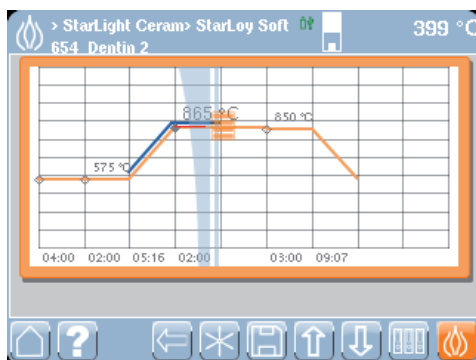 > StarLight Ceram> StarLoy Soft
399 °C
654 Dentin 2
865 °C
850 °C
575 °C
04:00 02:00 05:16 02:00 03:00 09:07
?